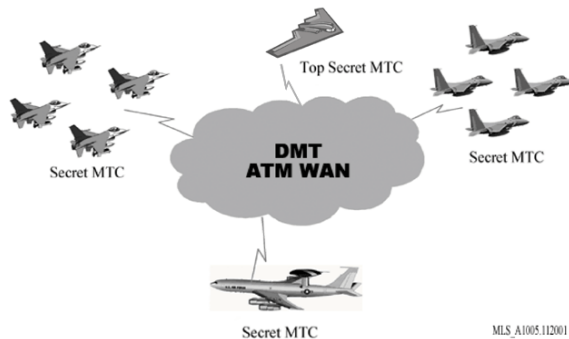 Top Secret MTC
Secret MTC
DMT
ATM WAN
Secret MTC
Secret MTC
MLS_A1005.112001